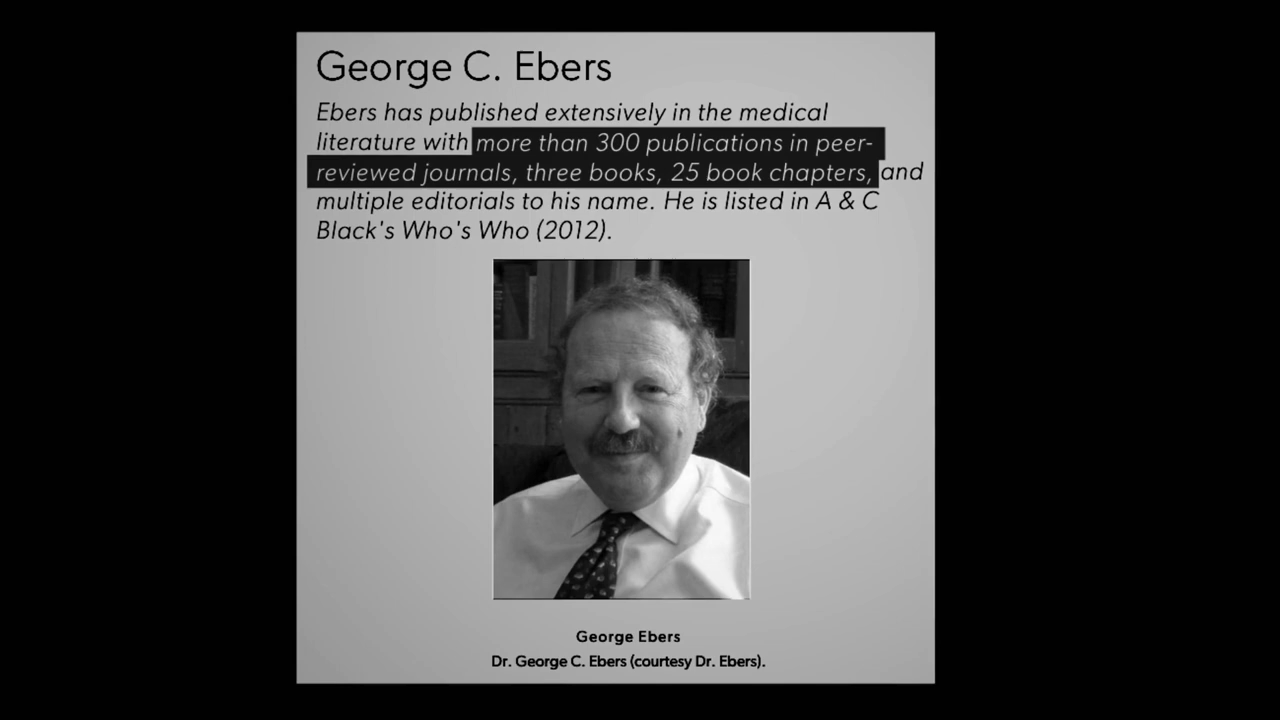 George C. Ebers
Ebers has published extensively in the medical
literature with more than 300 publications in peer-
reviewed journals, three books, 25 book chapters, and
multiple editorials to his name. He is listed in A & C
Black's Who's Who (2012).
George Ebers
Dr. George C. Ebers (courtesy Dr. Ebers).